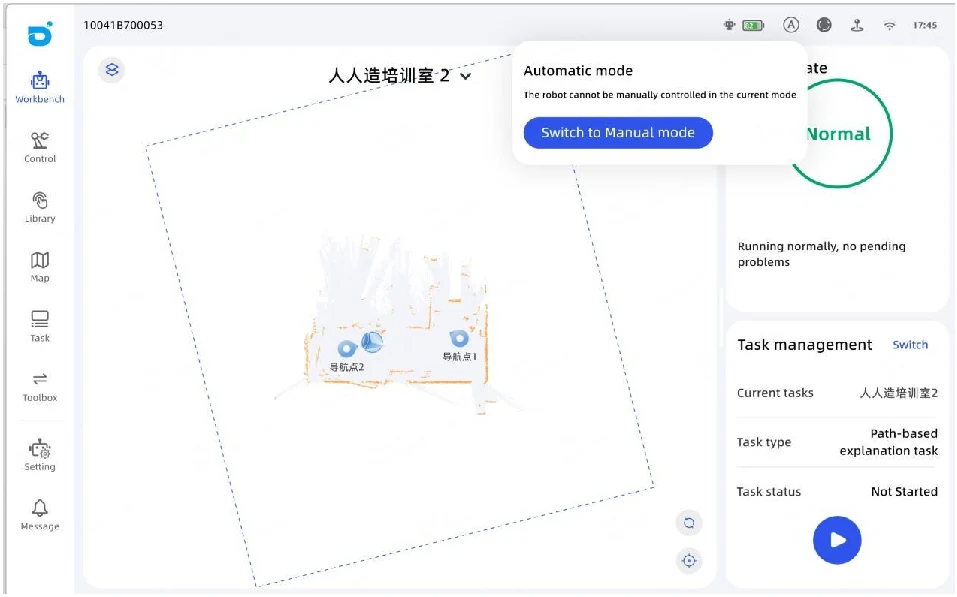 10041B700053
17:45
Workbench
Control
Library
Map
Task
Toolbox
Setting
Message
人人造培训室 2
导航点2
导航点1
Automatic mode
The robot cannot be manually controlled in the current mode
Switch to Manual mode
ate
Normal
Running normally, no pending
problems
Task management Switch
Current tasks 人人造培训室2
Task type Path-based
explanation task
Task status Not Started